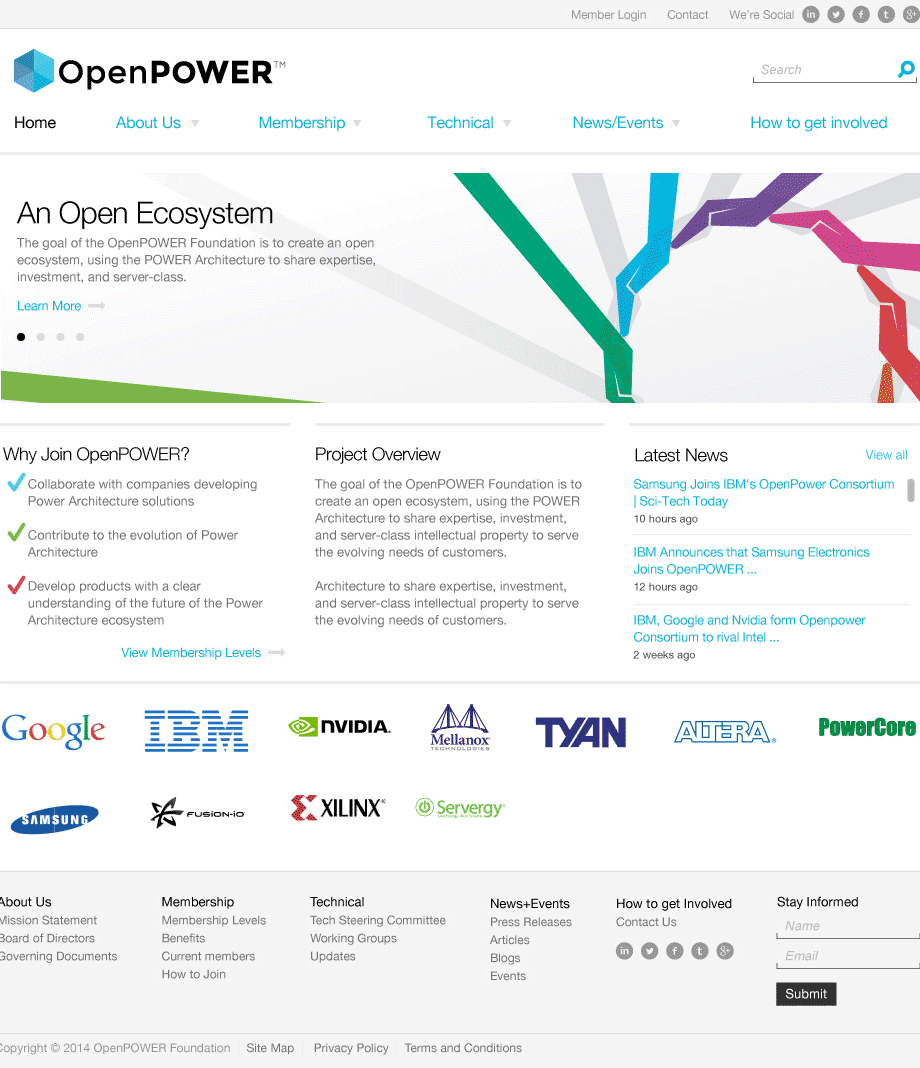 Member Login Contact We're Social
OpenPOWER™
Search
Home About Us Membership Technical News/Events How to get involved
An Open Ecosystem
The goal of the OpenPOWER Foundation is to create an open
ecosystem, using the POWER Architecture to share expertise,
investment, and server-class.
Learn More
Why Join OpenPOWER?
Collaborate with companies developing
Power Architecture solutions
Contribute to the evolution of Power
Architecture
Develop products with a clear
understanding of the future of the Power
Architecture ecosystem
View Membership Levels
Project Overview
The goal of the OpenPOWER Foundation is to
create an open ecosystem, using the POWER
Architecture to share expertise, investment,
and server-class intellectual property to serve
the evolving needs of customers.
Architecture to share expertise, investment,
and server-class intellectual property to serve
the evolving needs of customers.
Latest News View all
Samsung Joins IBM's OpenPower Consortium
| Sci-Tech Today
10 hours ago
IBM Announces that Samsung Electronics
Joins OpenPOWER ...
12 hours ago
IBM, Google and Nvidia form Openpower
Consortium to rival Intel ...
2 weeks ago
Google IBM NVIDIA. Mellanox TECHNOLOGIES TYAN ALTERA® PowerCore
SAMSUNG FUSION-iO XILINX® Servergy
About Us
Mission Statement
Board of Directors
Governing Documents
Membership
Membership Levels
Benefits
Current members
How to Join
Technical
Tech Steering Committee
Working Groups
Updates
News+Events
Press Releases
Articles
Blogs
Events
How to get Involved
Contact Us
Stay Informed
Name
Email
Submit
Copyright © 2014 OpenPOWER Foundation Site Map Privacy Policy Terms and Conditions